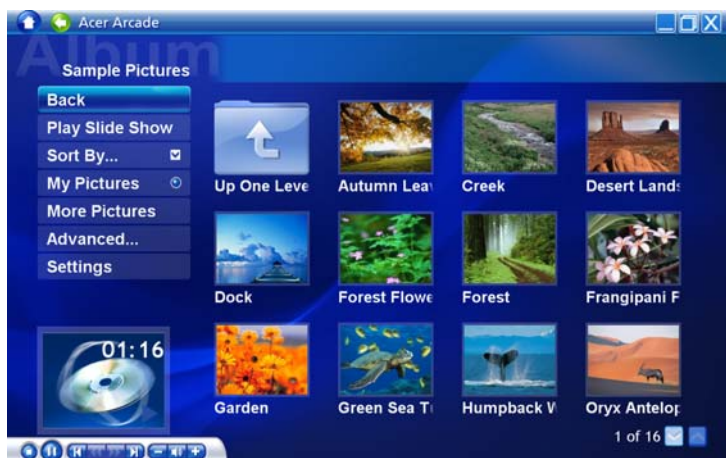 Acer Arcade
Album
Sample Pictures
Back
Play Slide Show
Sort By...
My Pictures
More Pictures
Advanced...
Settings
Up One Leve
Autumn Lea
Creek
Desert Lands
Dock
Forest Flowe
Forest
Frangipani F
Garden
Green Sea T
Humpback W
Oryx Antelop
01:16
1 of 16